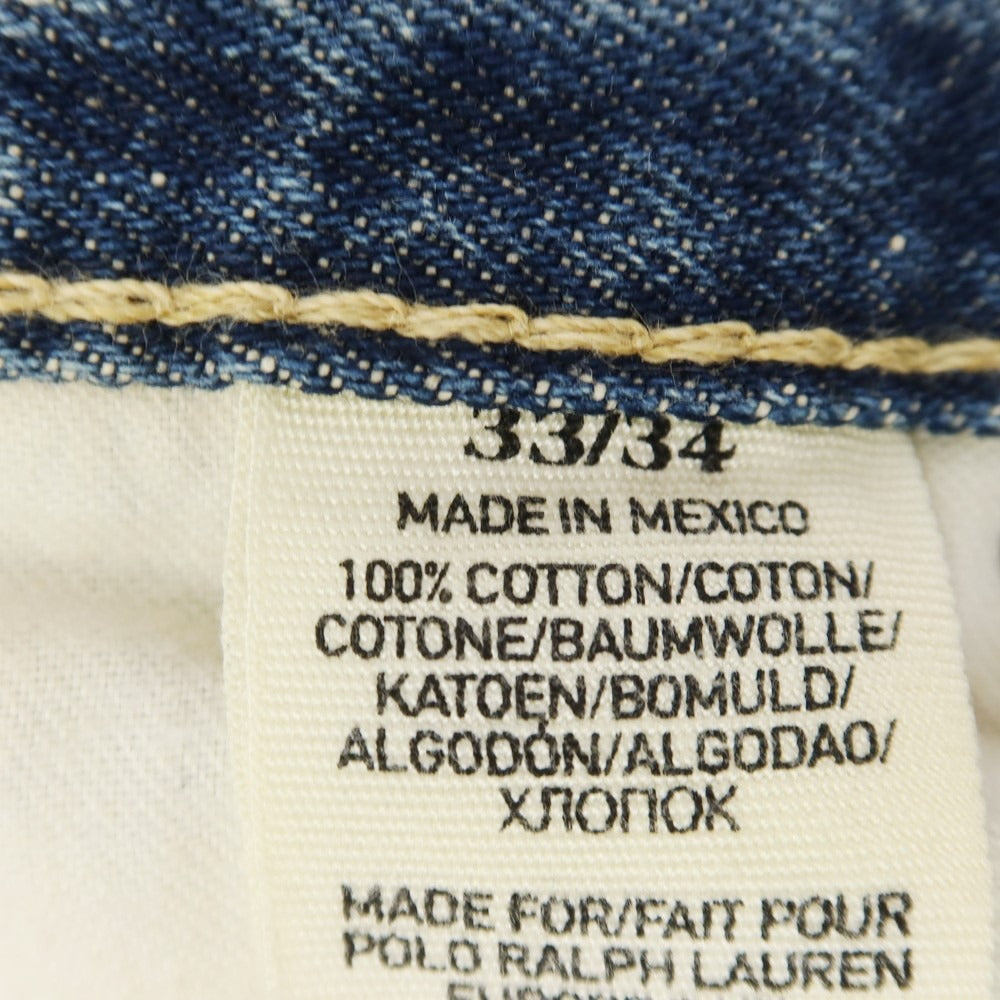 33/34
MADE IN MEXICO
100% COTTON/COTON/
COTONE/BAUMWOLLE/
KATOEN/BOMULD/
ALGODÓN/ALGODAO/
ХЛОПОК
MADE FOR/FAIT POUR
POLO RALPH LAUREN